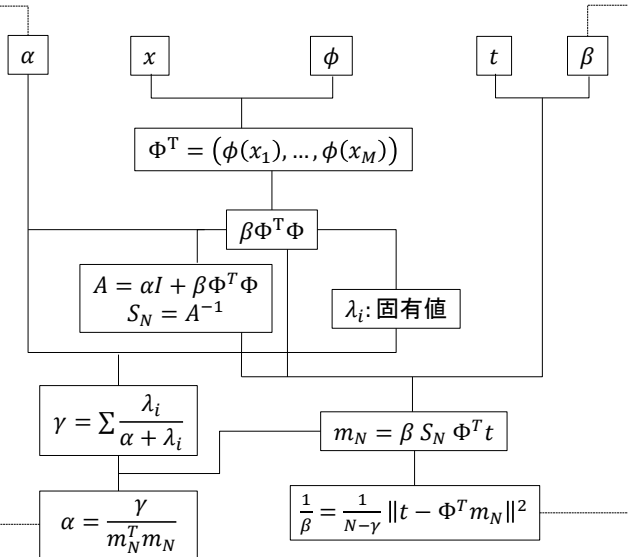 α
x
ϕ
t
β
Φ^T = (ϕ(x_1), … , ϕ(x_M))
βΦ^TΦ
A = αI + βΦ^TΦ
S_N = A^{-1}
λ_i: 固有値
γ = Σ λ_i / (α + λ_i)
m_N = β S_N Φ^T t
α = γ / (m_N^T m_N)
1/β = 1/(N−γ) ‖t − Φ^T m_N‖^2